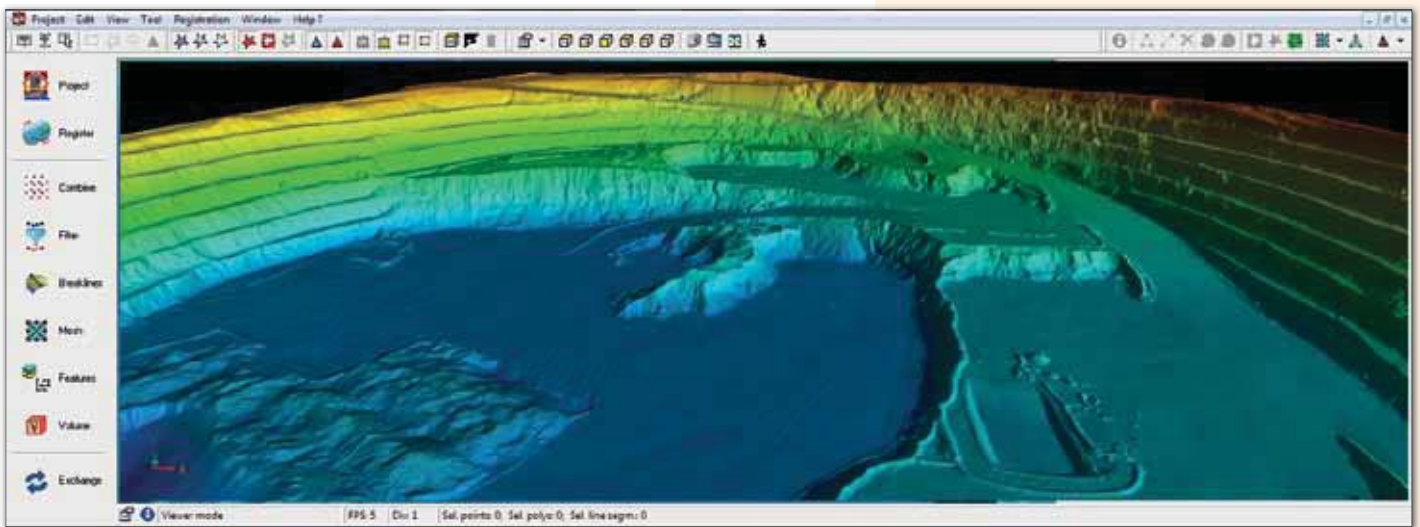 Project Edit View Tool Registration Window Help ?
Project
Register
Combine
Filter
Breaklines
Mesh
Features
Volume
Exchange
Viewer mode FPS 5 Div 1 Sel. points: 0; Sel. polys: 0; Sel. line segm.: 0